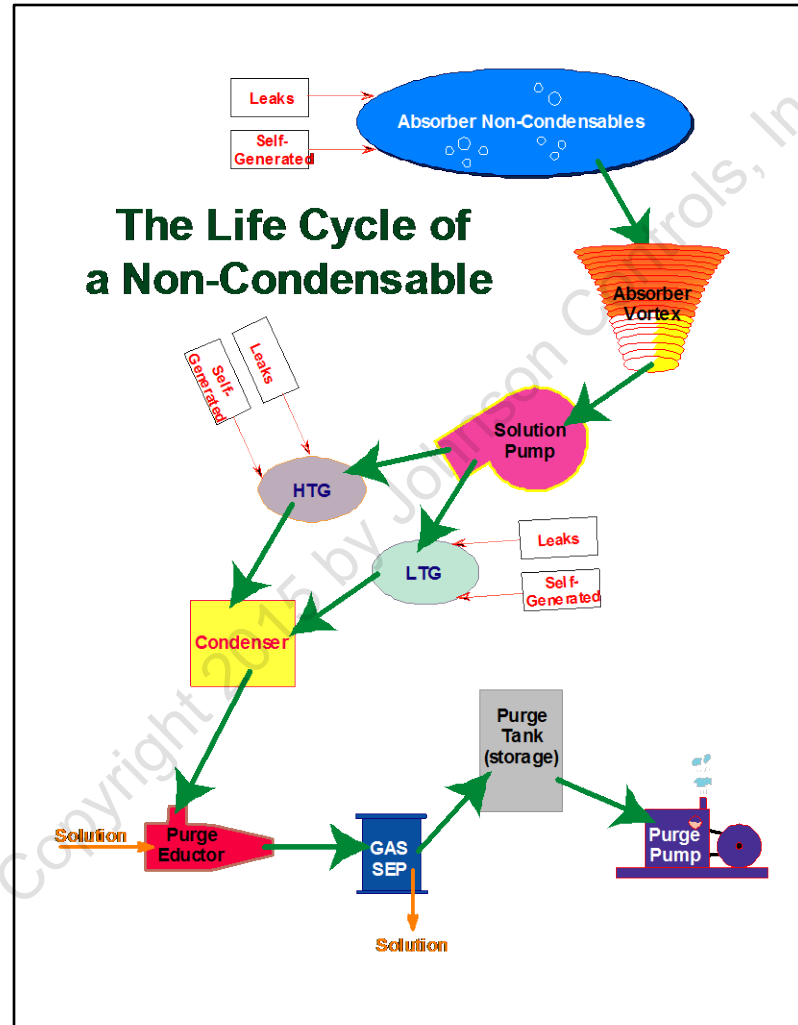 Leaks
Self-
Generated
Absorber Non-Condensables
The Life Cycle of
a Non-Condensable
Absorber
Vortex
Self-
Generated
Leaks
Solution
Pump
HTG
LTG
Leaks
Self-
Generated
Condenser
Purge
Tank
(storage)
Solution
Purge
Eductor
GAS
SEP
Purge
Pump
Solution
Copyright 2015 by Johnson Controls, In